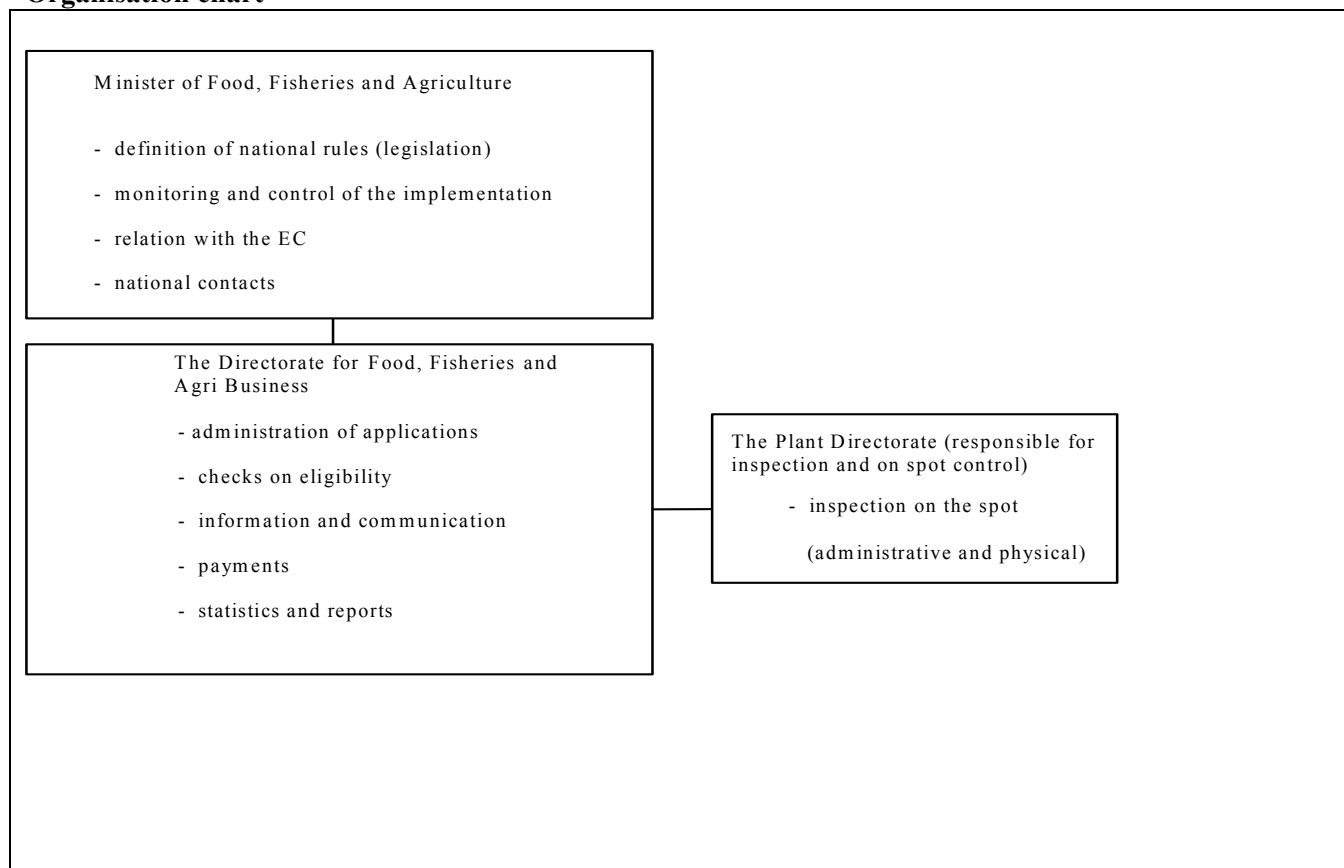 Organisation chart
Minister of Food, Fisheries and Agriculture
- definition of national rules (legislation)
- monitoring and control of the implementation
- relation with the EC
- national contacts
The Directorate for Food, Fisheries and
Agri Business
- administration of applications
- checks on eligibility
- information and communication
- payments
- statistics and reports
The Plant Directorate (responsible for
inspection and on spot control)
- inspection on the spot
(administrative and physical)